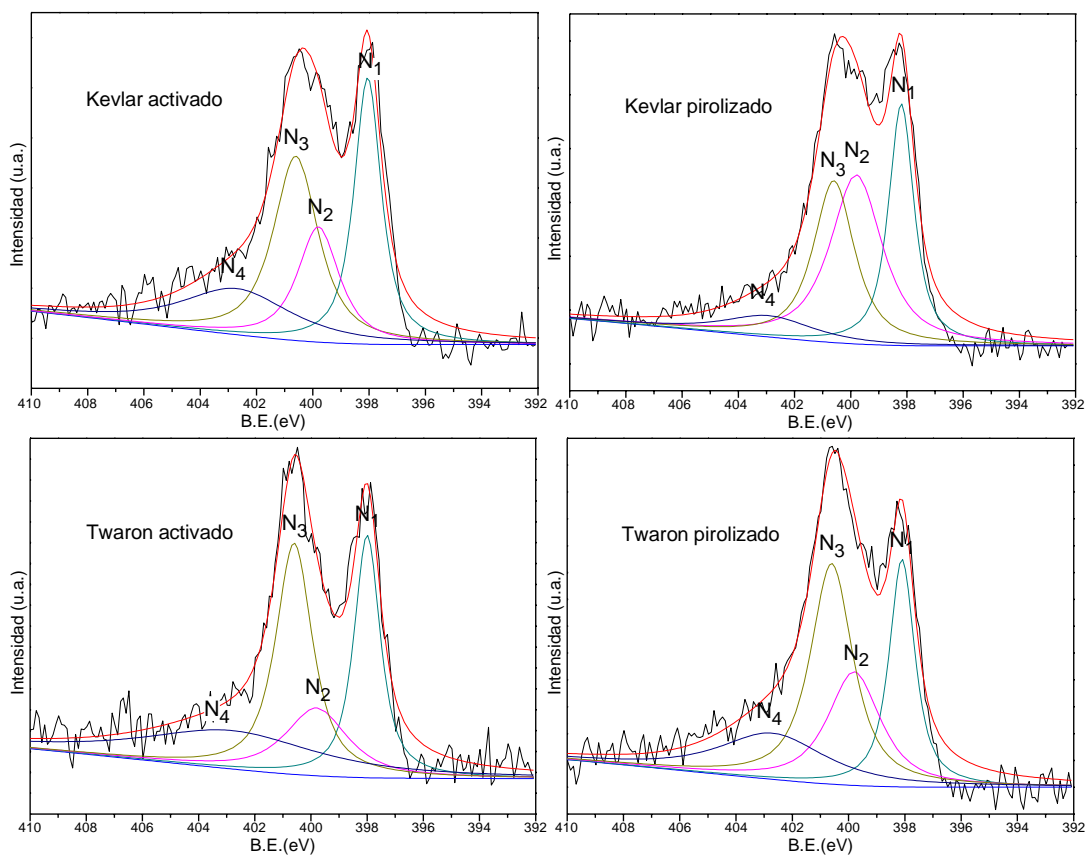 Kevlar activado
N1
N3
N2
N4
Intensidad (u.a.)
410 408 406 404 402 400 398 396 394 392
B.E.(eV)
Kevlar pirolizado
N1
N3
N2
N4
Intensidad (u.a.)
410 408 406 404 402 400 398 396 394 392
B.E.(eV)
Twaron activado
N3
N1
N2
N4
Intensidad (u.a.)
410 408 406 404 402 400 398 396 394 392
B.E.(eV)
Twaron pirolizado
N3
N1
N2
N4
Intensidad (u.a.)
410 408 406 404 402 400 398 396 394 392
B.E.(eV)